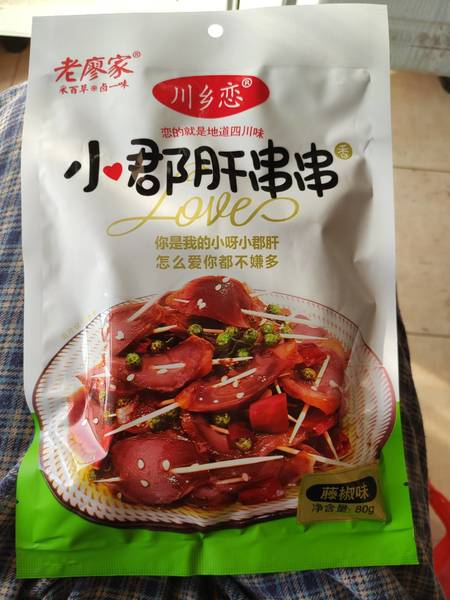 老廖家®
采百草❋卤一味
川乡恋®
恋的就是地道四川味
小郡肝串串
香
Love
你是我的小呀小郡肝
怎么爱你都不嫌多
藤椒味
净含量：80g